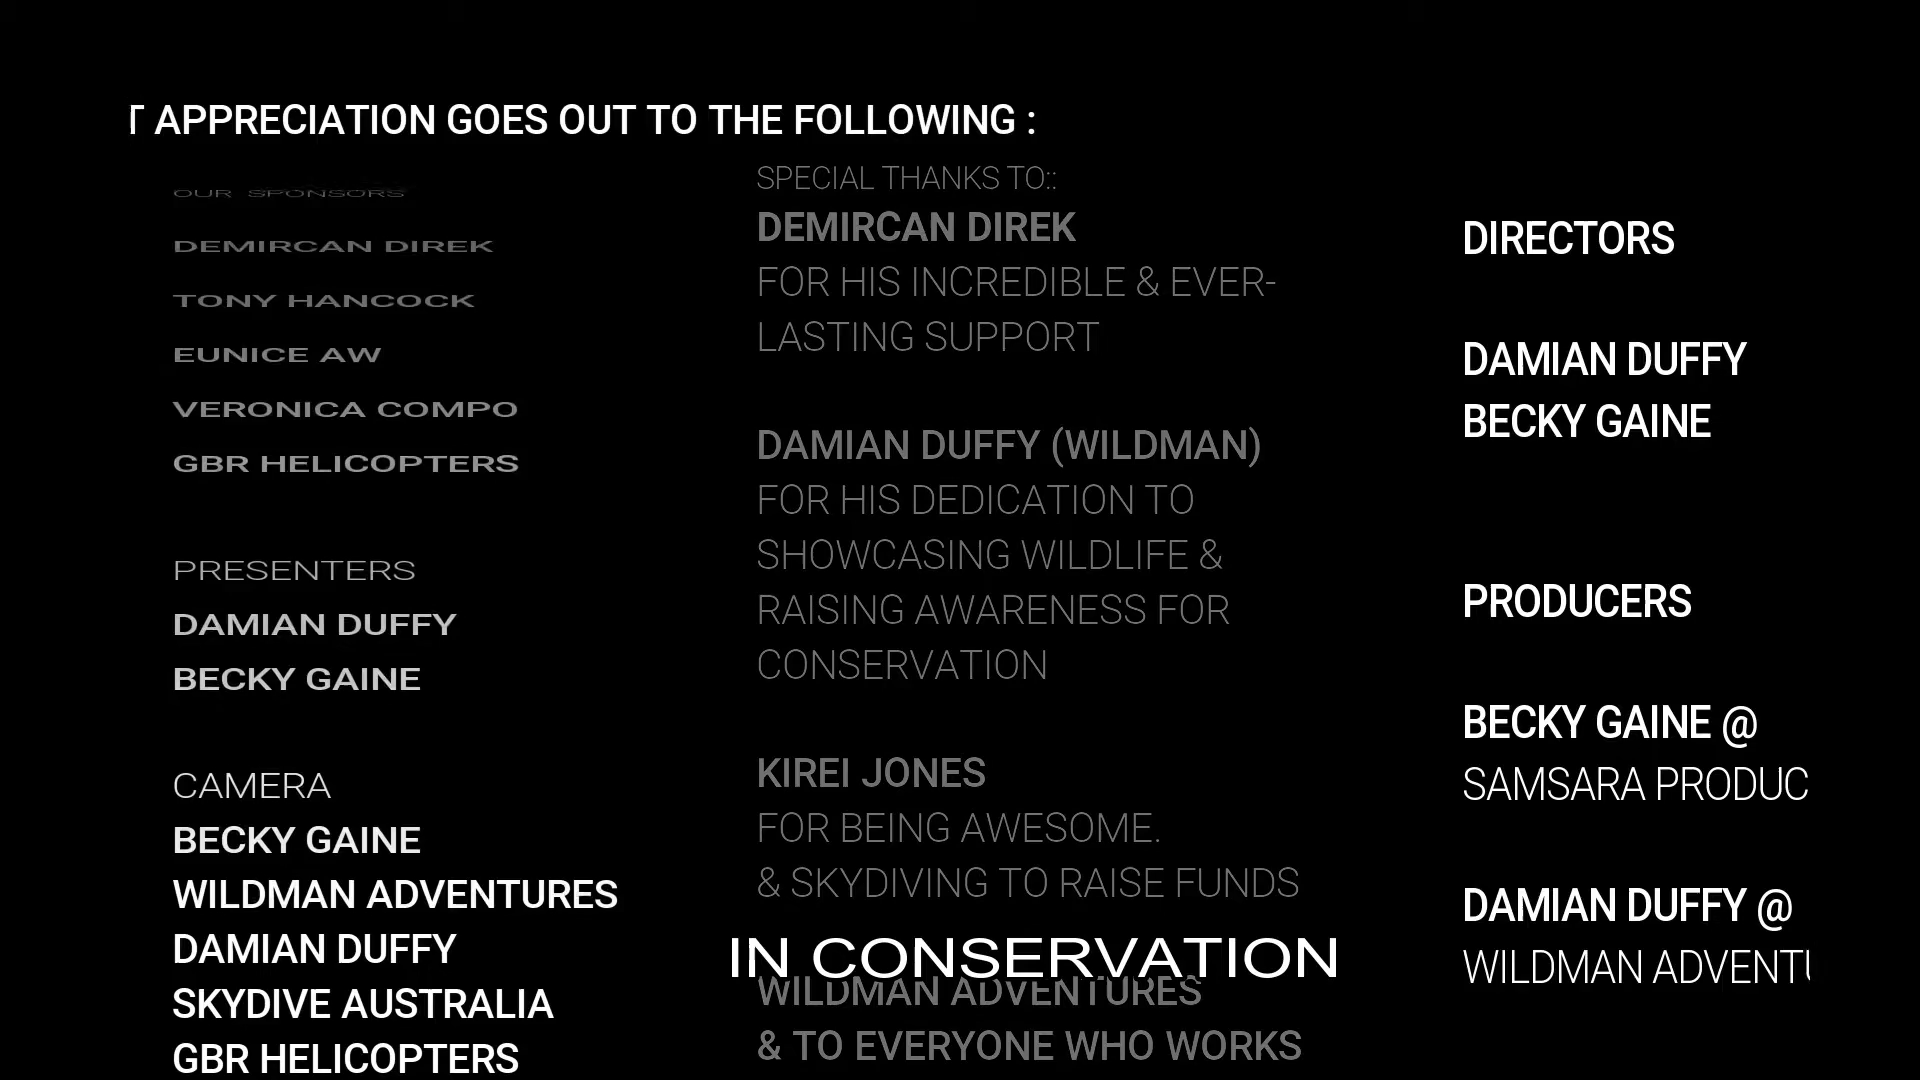 T APPRECIATION GOES OUT TO THE FOLLOWING :
OUR SPONSORS
DEMIRCAN DIREK
TONY HANCOCK
EUNICE AW
VERONICA COMPO
GBR HELICOPTERS
PRESENTERS
DAMIAN DUFFY
BECKY GAINE
CAMERA
BECKY GAINE
WILDMAN ADVENTURES
DAMIAN DUFFY
SKYDIVE AUSTRALIA
GBR HELICOPTERS
SPECIAL THANKS TO::
DEMIRCAN DIREK
FOR HIS INCREDIBLE & EVER-
LASTING SUPPORT
DAMIAN DUFFY (WILDMAN)
FOR HIS DEDICATION TO
SHOWCASING WILDLIFE &
RAISING AWARENESS FOR
CONSERVATION
KIREI JONES
FOR BEING AWESOME.
& SKYDIVING TO RAISE FUNDS
IN CONSERVATION
WILDMAN ADVENTURES
& TO EVERYONE WHO WORKS
DIRECTORS
DAMIAN DUFFY
BECKY GAINE
PRODUCERS
BECKY GAINE @
SAMSARA PRODUC
DAMIAN DUFFY @
WILDMAN ADVENTU